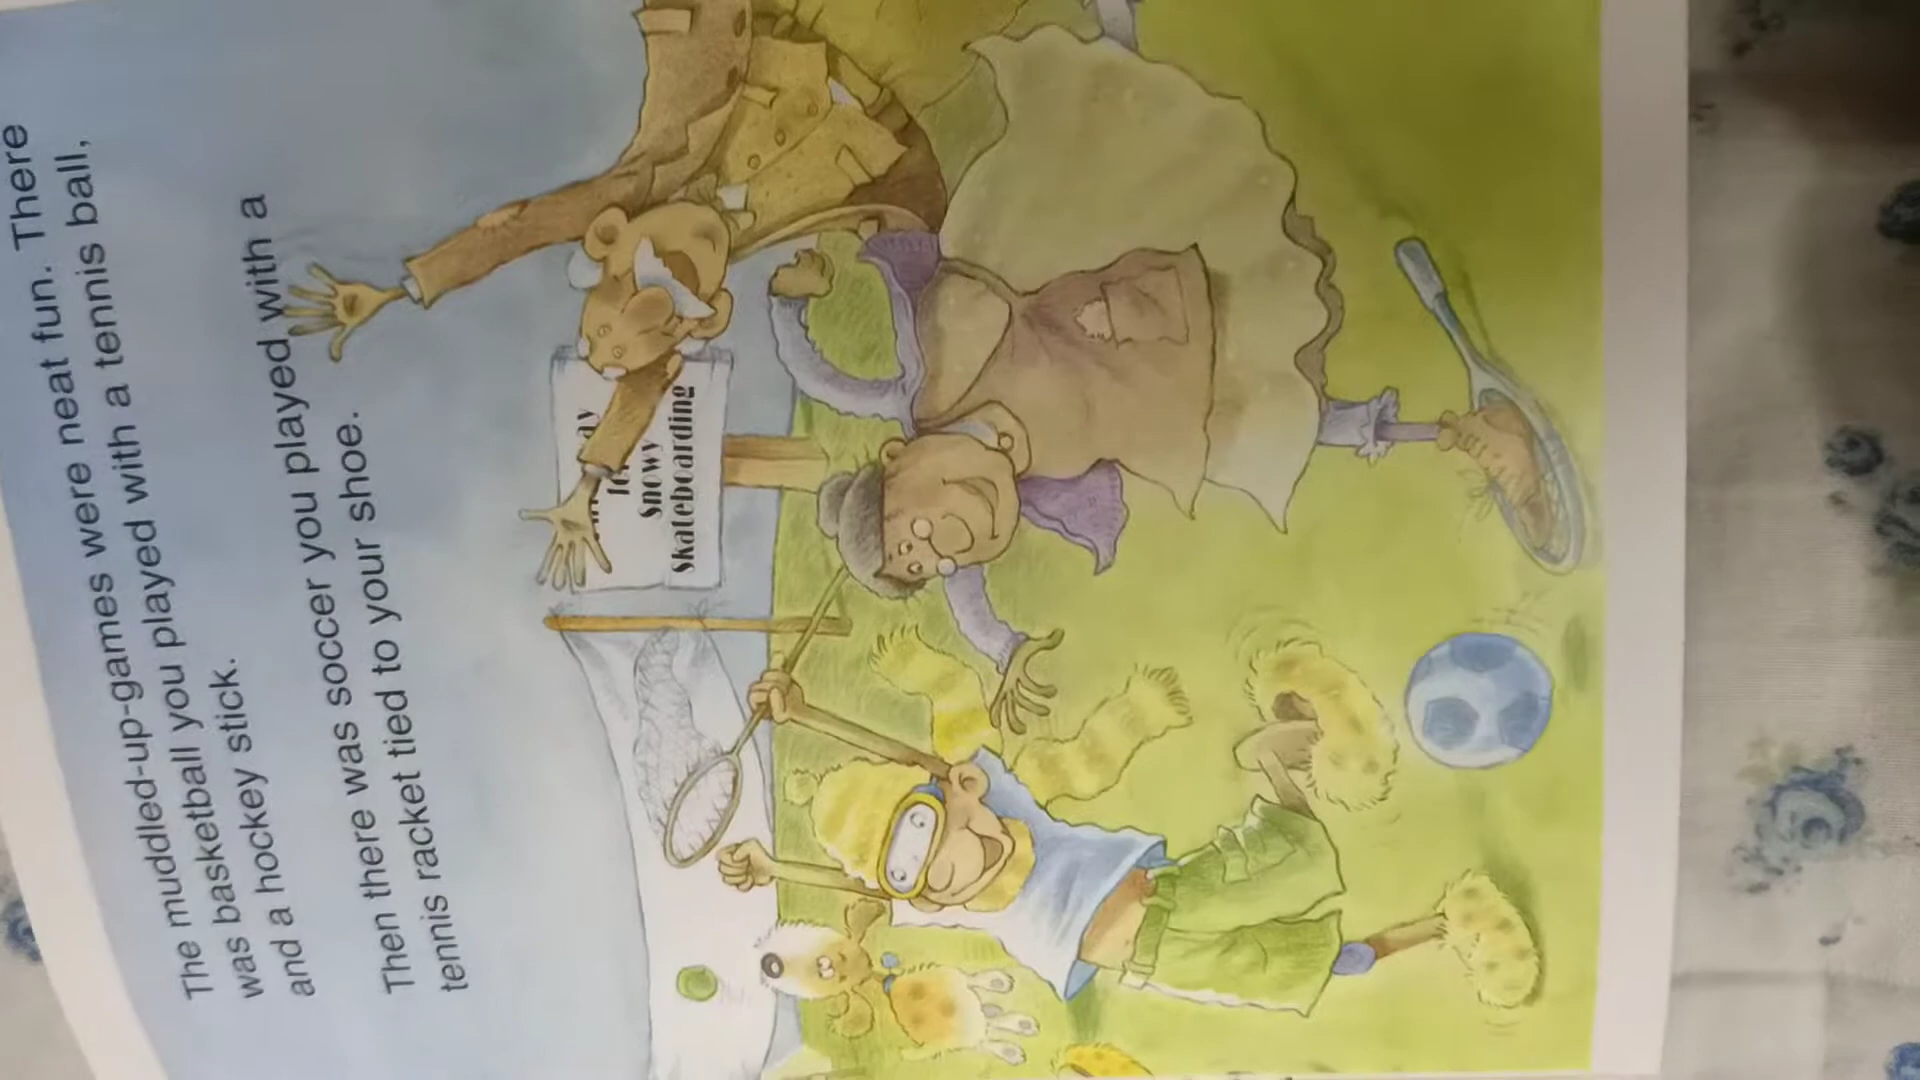 The muddled-up-games were neat fun. There
was basketball you played with a tennis ball,
and a hockey stick.
Then there was soccer you played with a
tennis racket tied to your shoe.
Snowy
Skateboarding